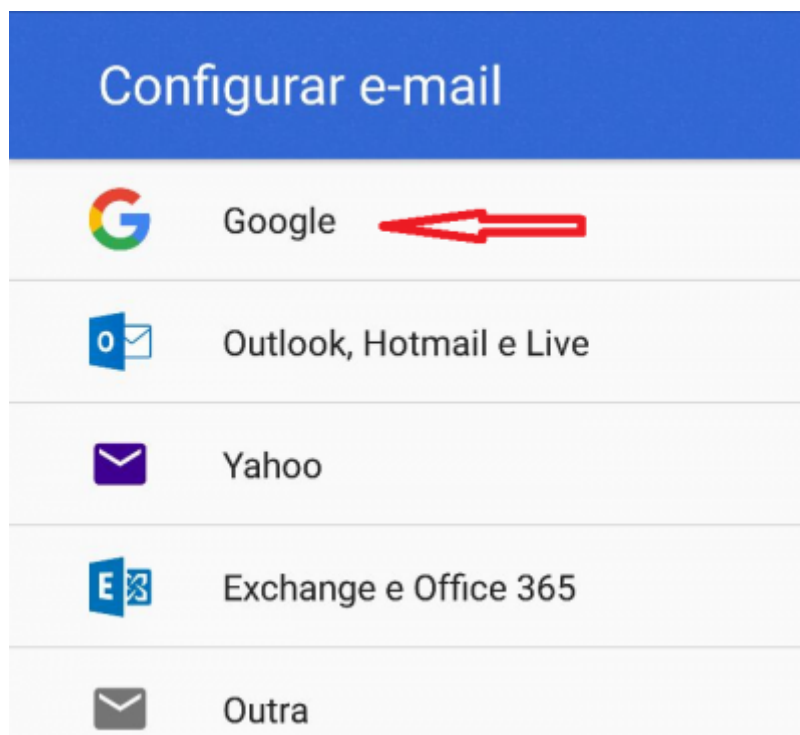 Configurar e-mail
Google
Outlook, Hotmail e Live
Yahoo
Exchange e Office 365
Outra